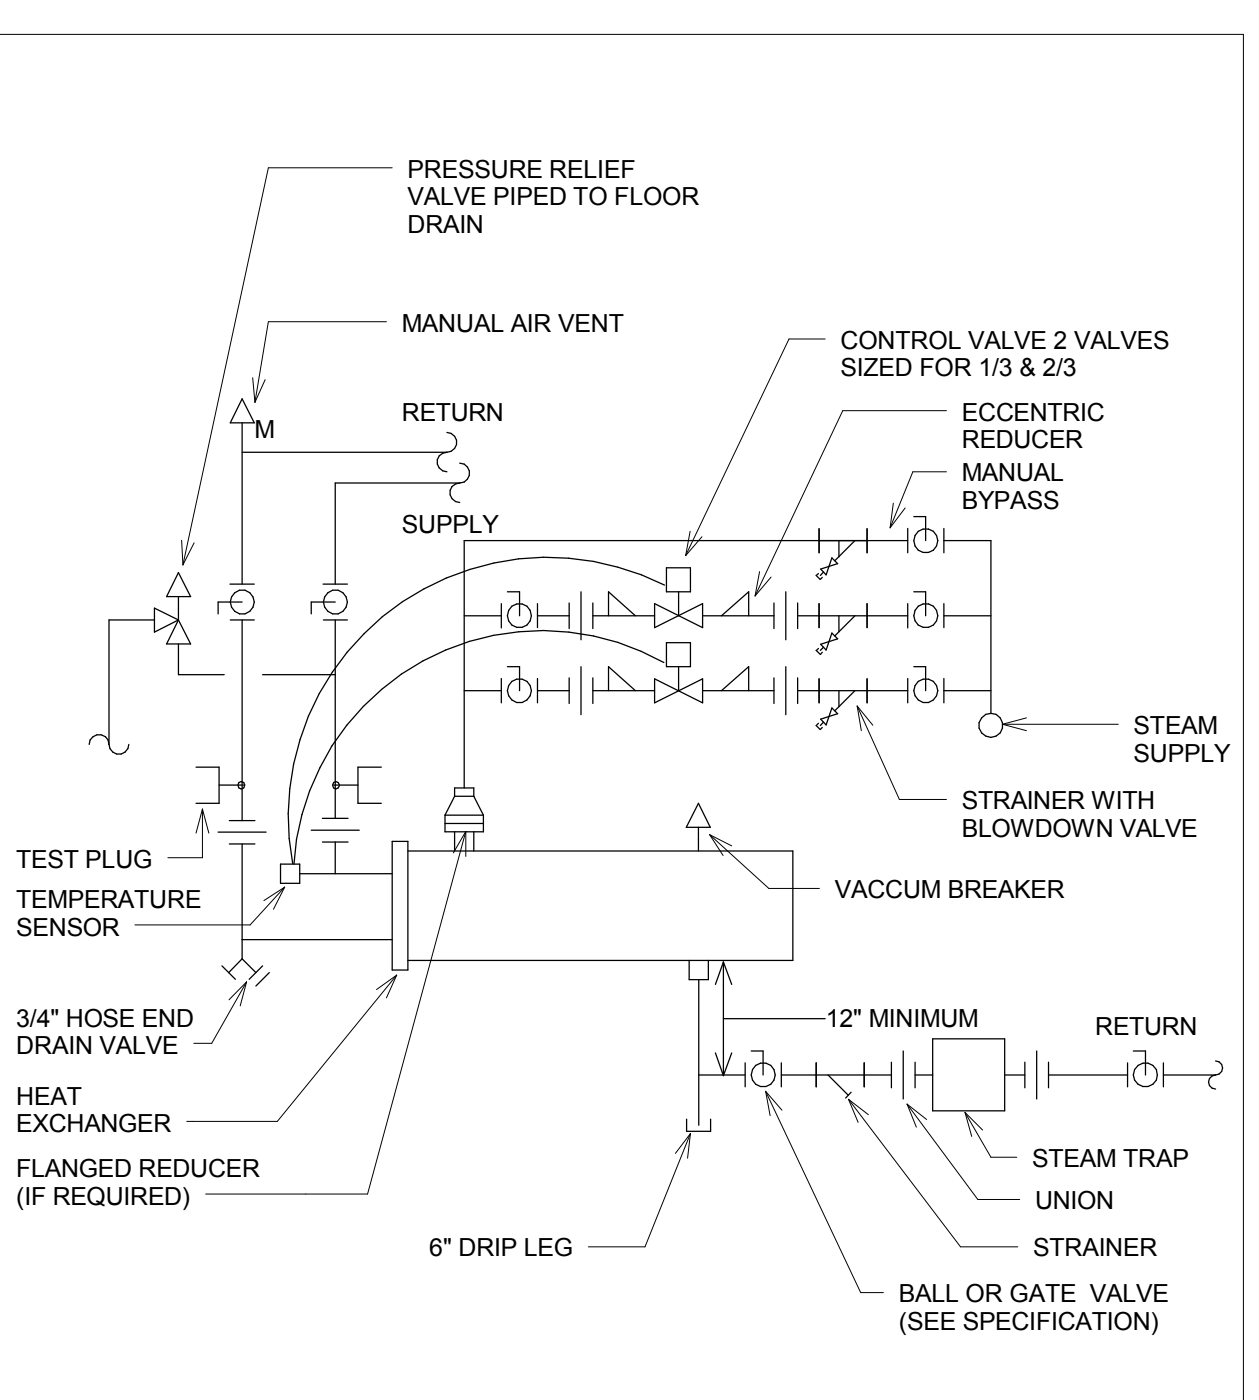 PRESSURE RELIEF
VALVE PIPED TO FLOOR
DRAIN
MANUAL AIR VENT
CONTROL VALVE 2 VALVES
SIZED FOR 1/3 & 2/3
M
RETURN
ECCENTRIC
REDUCER
MANUAL
BYPASS
SUPPLY
STEAM
SUPPLY
STRAINER WITH
BLOWDOWN VALVE
TEST PLUG
VACCUM BREAKER
TEMPERATURE
SENSOR
3/4" HOSE END
DRAIN VALVE
12" MINIMUM
RETURN
HEAT
EXCHANGER
FLANGED REDUCER
(IF REQUIRED)
STEAM TRAP
UNION
6" DRIP LEG
STRAINER
BALL OR GATE  VALVE
(SEE SPECIFICATION)